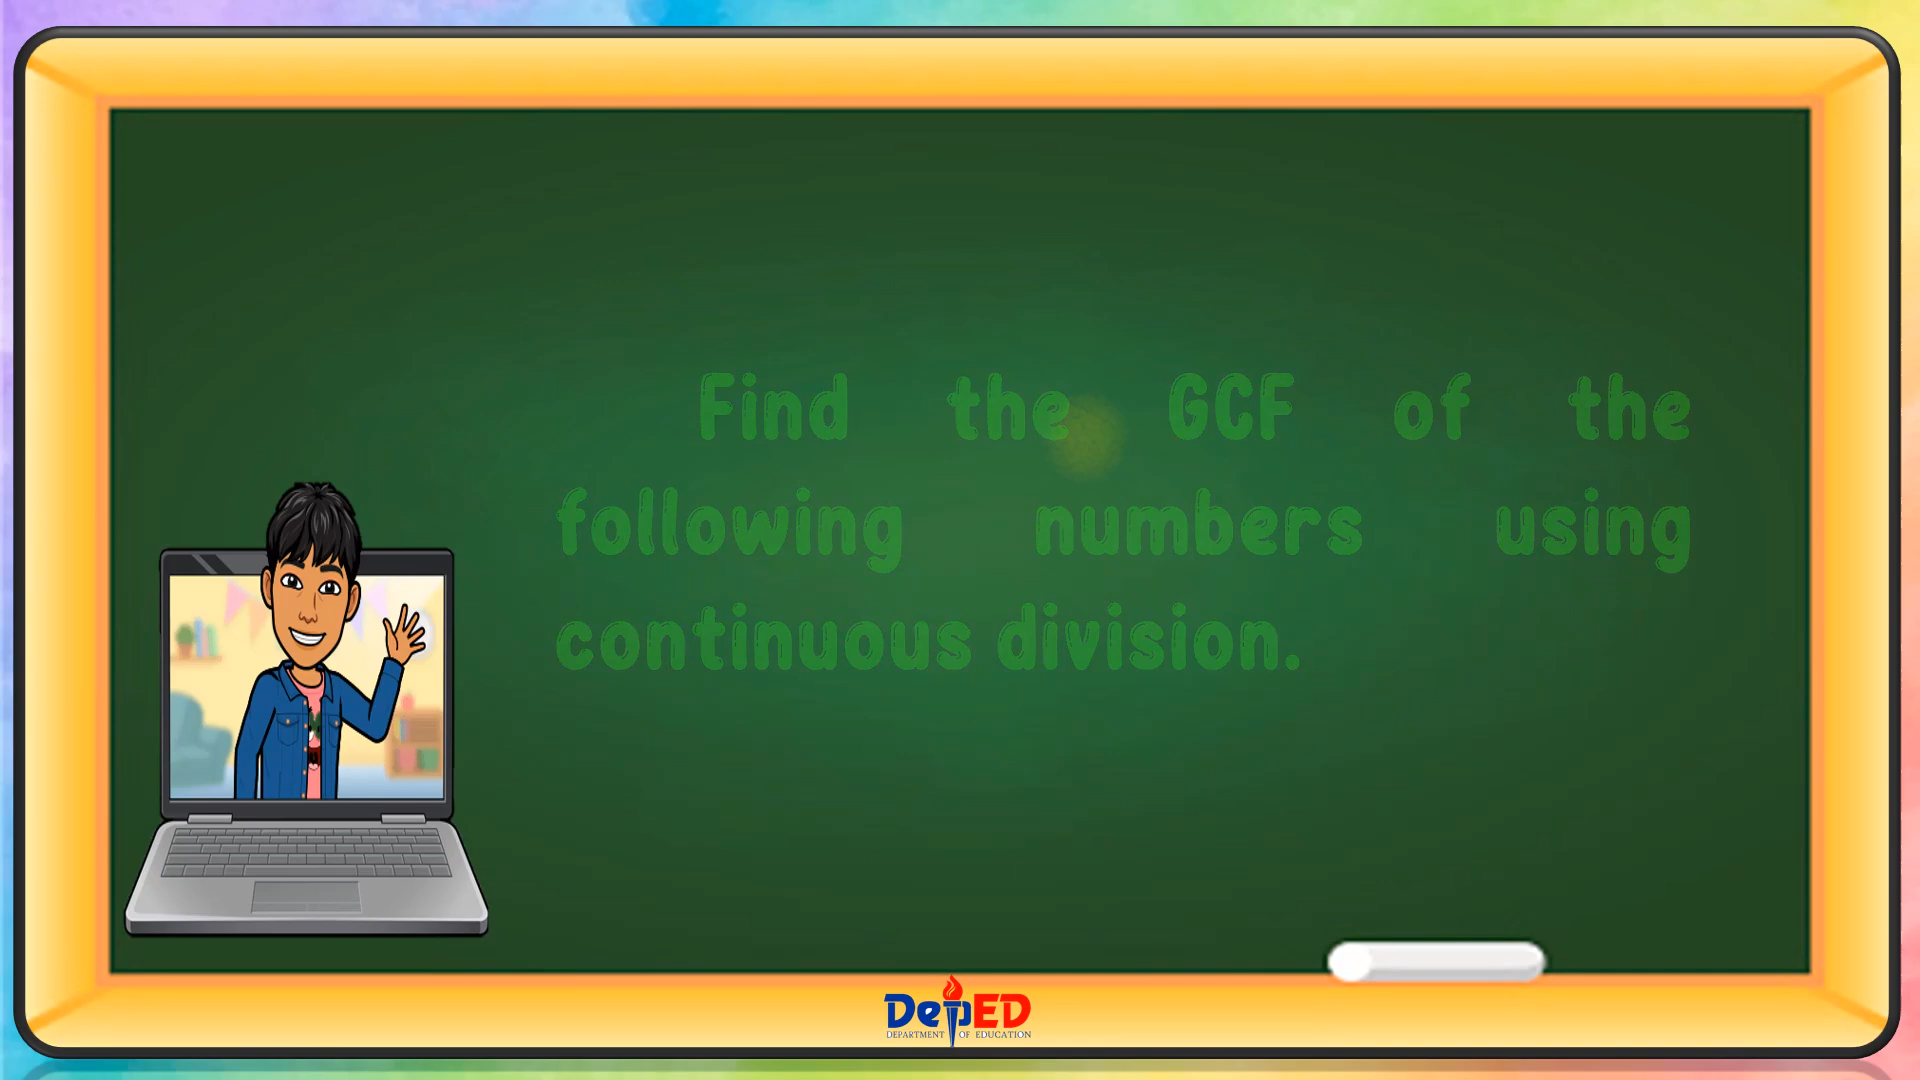 Find the GCF of the
following numbers using
continuous division.
DepED
DEPARTMENT OF EDUCATION